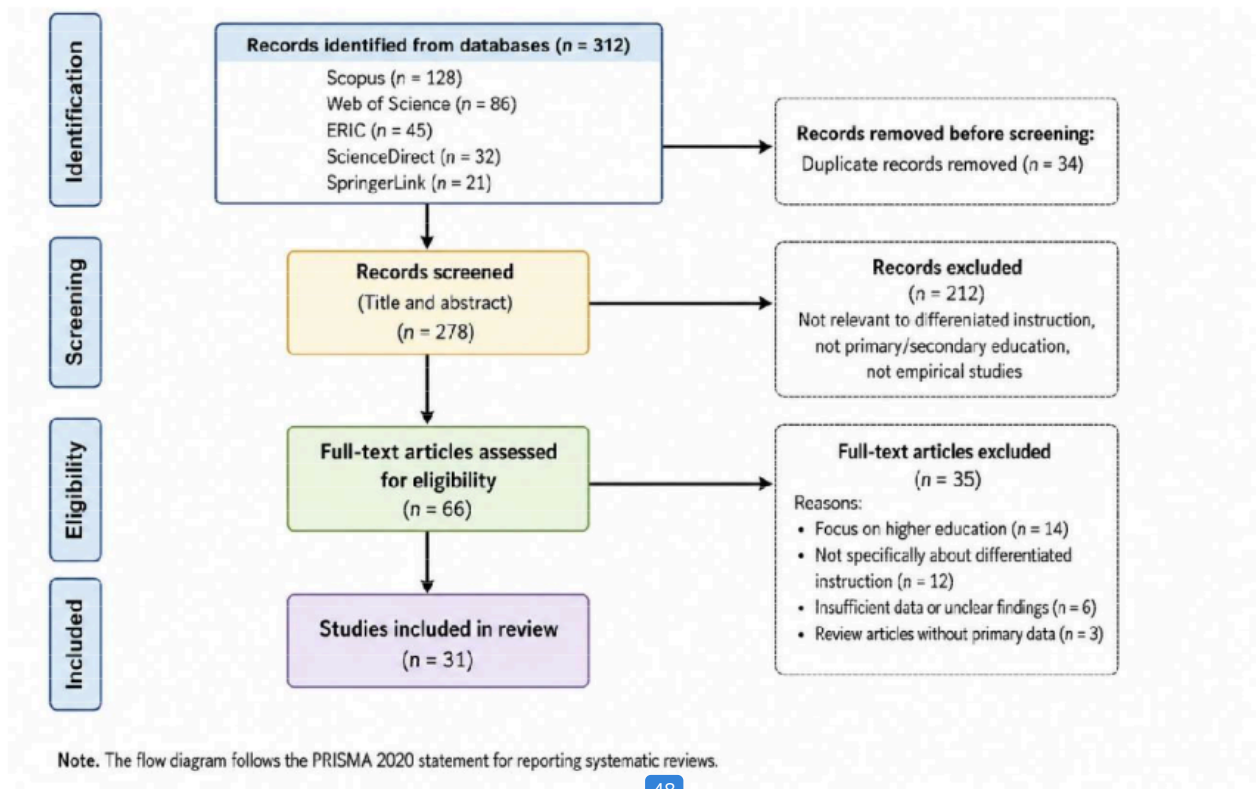 Identification
Records identified from databases (n = 312)
Scopus (n = 128)
Web of Science (n = 86)
ERIC (n = 45)
ScienceDirect (n = 32)
SpringerLink (n = 21)
Records removed before screening:
Duplicate records removed (n = 34)
Screening
Records screened
(Title and abstract)
(n = 278)
Records excluded
(n = 212)
Not relevant to differeniated instruction,
not primary/secondary education,
not empirical studies
Eligibility
Full-text articles assessed
for eligibility
(n = 66)
Full-text articles excluded
(n = 35)
Reasons:
• Focus on higher education (n = 14)
• Not specifically about differentiated
instruction (n = 12)
• Insufficient data or unclear findings (n = 6)
• Review articles without primary data (n = 3)
Included
Studies included in review
(n = 31)
Note. The flow diagram follows the PRISMA 2020 statement for reporting systematic reviews.
48